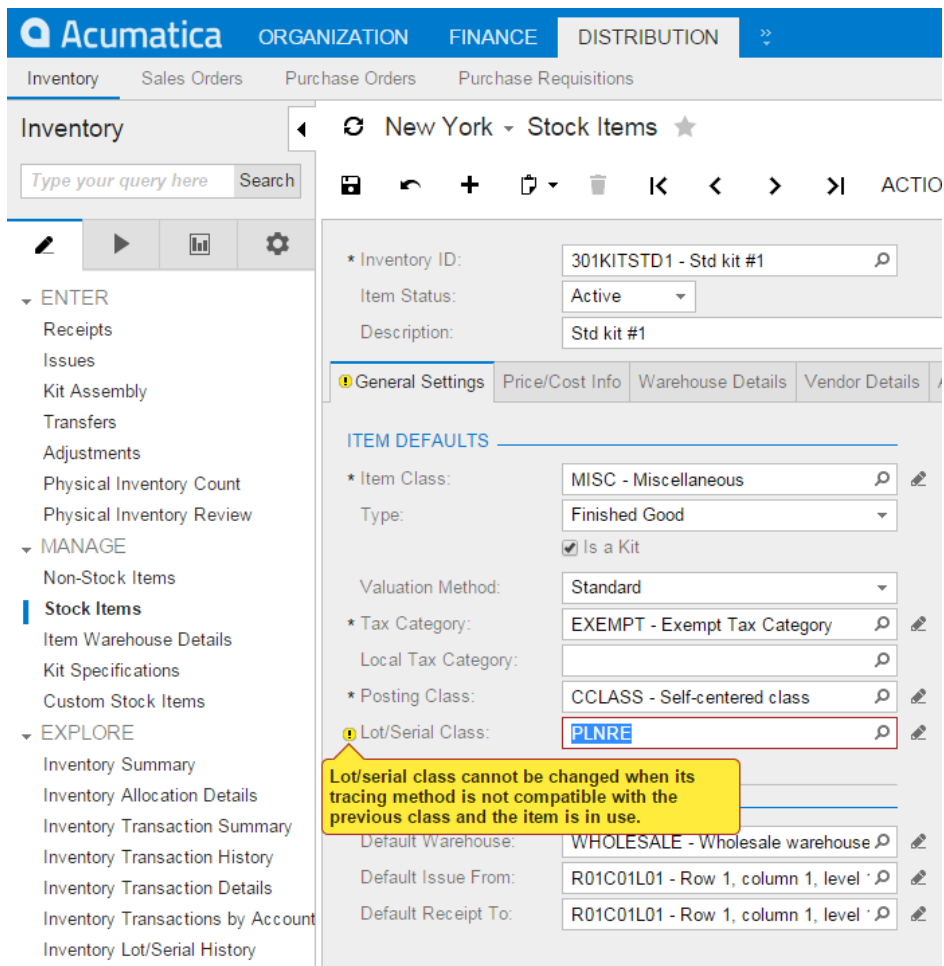 Acumatica ORGANIZATION FINANCE DISTRIBUTION
Inventory Sales Orders Purchase Orders Purchase Requisitions
Inventory
Type your query here Search
ENTER
Receipts
Issues
Kit Assembly
Transfers
Adjustments
Physical Inventory Count
Physical Inventory Review
MANAGE
Non-Stock Items
Stock Items
Item Warehouse Details
Kit Specifications
Custom Stock Items
EXPLORE
Inventory Summary
Inventory Allocation Details
Inventory Transaction Summary
Inventory Transaction History
Inventory Transaction Details
Inventory Transactions by Account
Inventory Lot/Serial History
New York - Stock Items
ACTIO
* Inventory ID: 301KITSTD1 - Std kit #1
Item Status: Active
Description: Std kit #1
General Settings Price/Cost Info Warehouse Details Vendor Details A
ITEM DEFAULTS
* Item Class: MISC - Miscellaneous
Type: Finished Good
Is a Kit
Valuation Method: Standard
* Tax Category: EXEMPT - Exempt Tax Category
Local Tax Category:
* Posting Class: CCLASS - Self-centered class
Lot/Serial Class: PLNRE
Lot/serial class cannot be changed when its
tracing method is not compatible with the
previous class and the item is in use.
Default Warehouse: WHOLESALE - Wholesale warehouse
Default Issue From: R01C01L01 - Row 1, column 1, level
Default Receipt To: R01C01L01 - Row 1, column 1, level